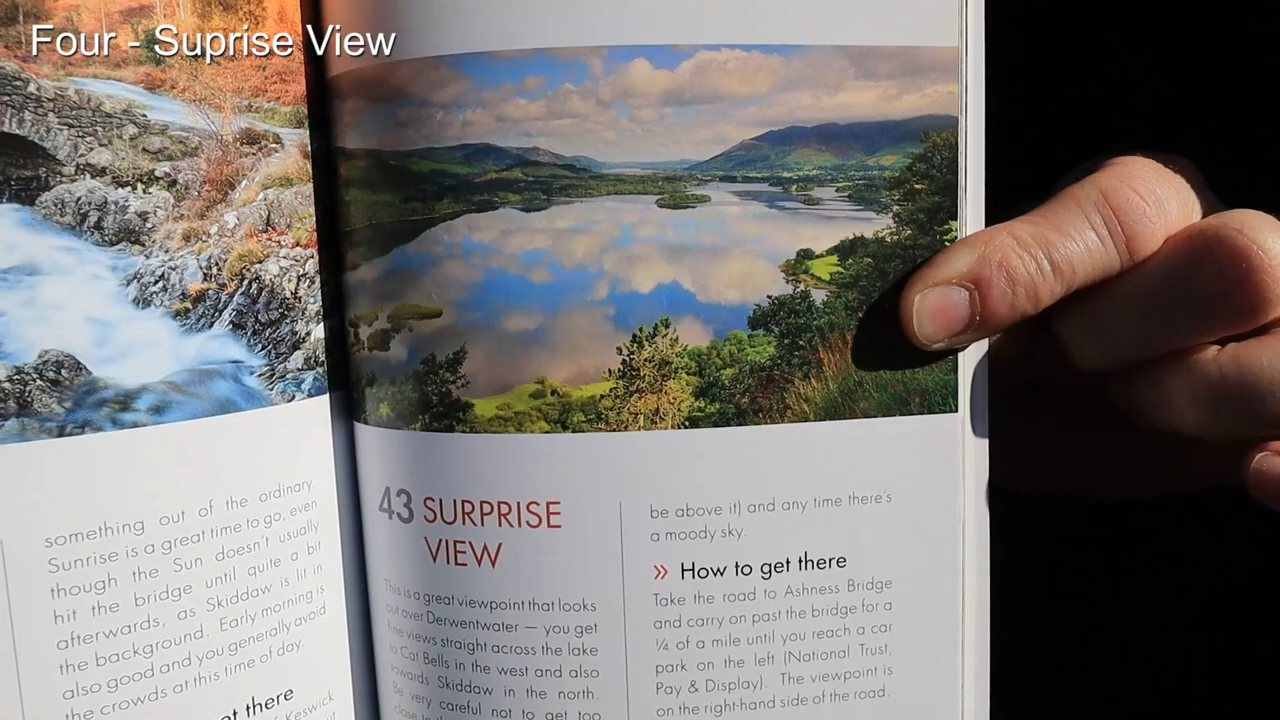 Four - Suprise View
something out of the ordinary.
Sunrise is a great time to go, even
though the Sun doesn't usually
hit the bridge until quite a bit
afterwards, as Skiddaw is lit in
the background. Early morning is
also good and you generally avoid
the crowds at this time of day.
et there
Keswick
43 SURPRISE
VIEW
This is a great viewpoint that looks
out over Derwentwater — you get
fine views straight across the lake
to Cat Bells in the west and also
towards Skiddaw in the north.
Be very careful not to get too
close to the
be above it) and any time there's
a moody sky.
» How to get there
Take the road to Ashness Bridge
and carry on past the bridge for a
¼ of a mile until you reach a car
park on the left (National Trust,
Pay & Display). The viewpoint is
on the right-hand side of the road.